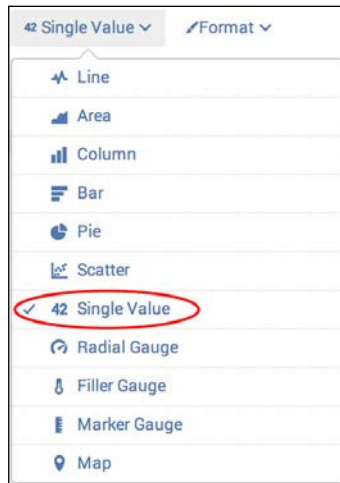 42 Single Value Format
Line
Area
Column
Bar
Pie
Scatter
42 Single Value
Radial Gauge
Filler Gauge
Marker Gauge
Map